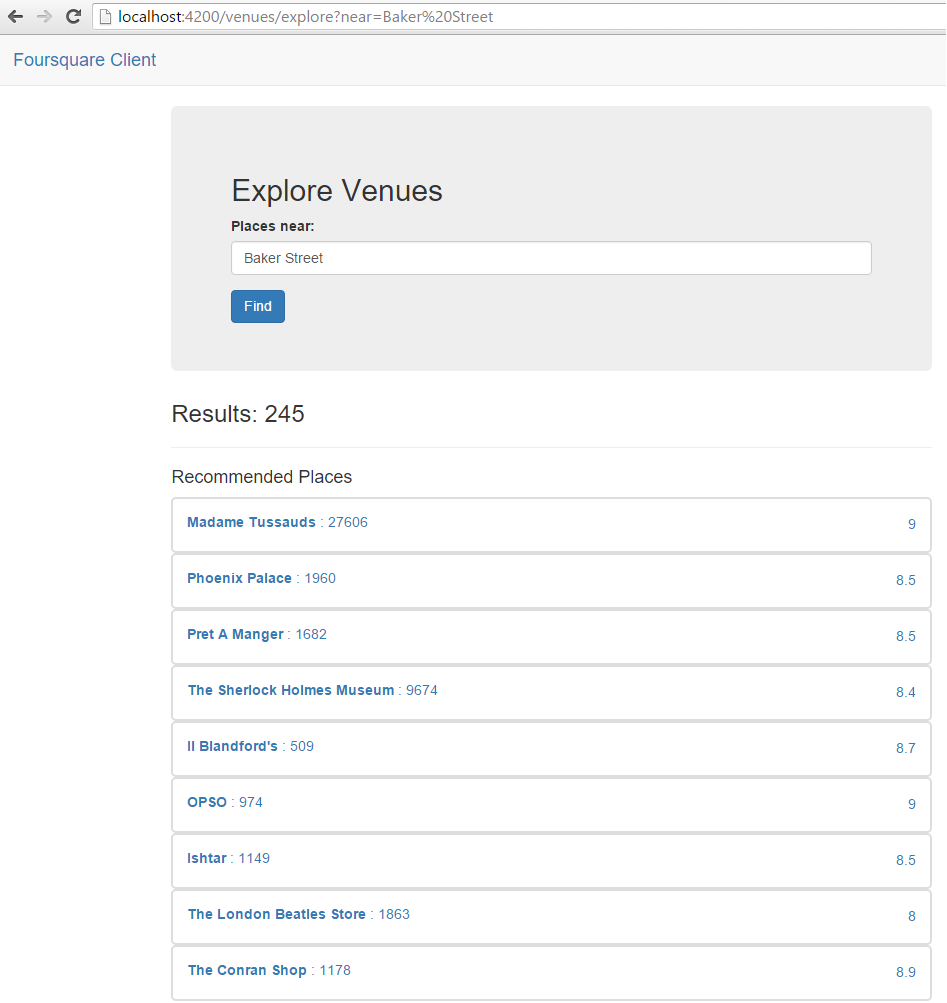 localhost:4200/venues/explore?near=Baker%20Street
Foursquare Client
Explore Venues
Places near:
Baker Street
Find
Results: 245
Recommended Places
Madame Tussauds : 27606 9
Phoenix Palace : 1960 8.5
Pret A Manger : 1682 8.5
The Sherlock Holmes Museum : 9674 8.4
Il Blandford's : 509 8.7
OPSO : 974 9
Ishtar : 1149 8.5
The London Beatles Store : 1863 8
The Conran Shop : 1178 8.9